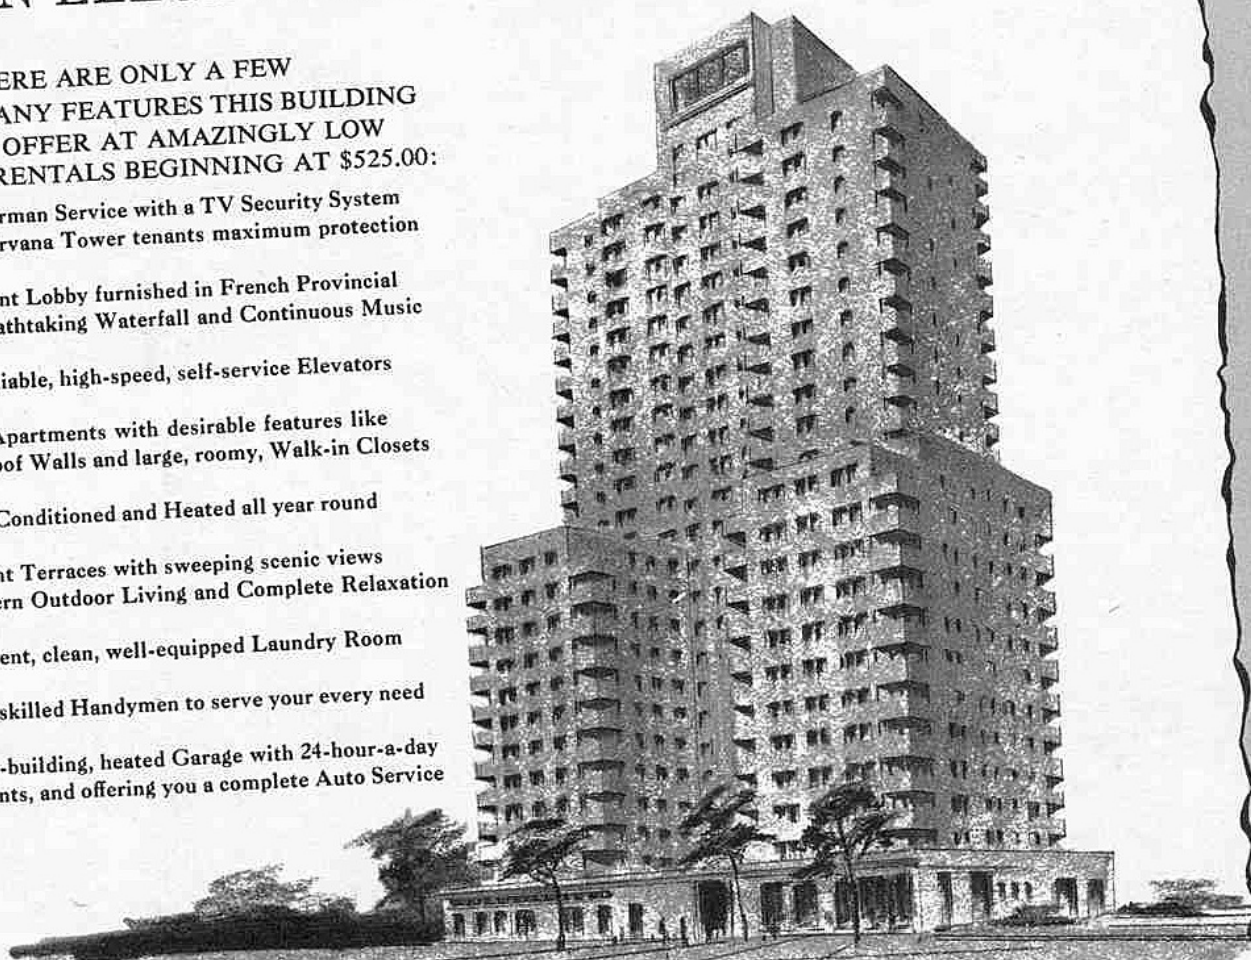 ERE ARE ONLY A FEW
ANY FEATURES THIS BUILDING
OFFER AT AMAZINGLY LOW
RENTALS BEGINNING AT $525.00:
rman Service with a TV Security System
rvana Tower tenants maximum protection
nt Lobby furnished in French Provincial
athtaking Waterfall and Continuous Music
iable, high-speed, self-service Elevators
Apartments with desirable features like
oof Walls and large, roomy, Walk-in Closets
Conditioned and Heated all year round
nt Terraces with sweeping scenic views
ern Outdoor Living and Complete Relaxation
ent, clean, well-equipped Laundry Room
skilled Handymen to serve your every need
-building, heated Garage with 24-hour-a-day
nts, and offering you a complete Auto Service